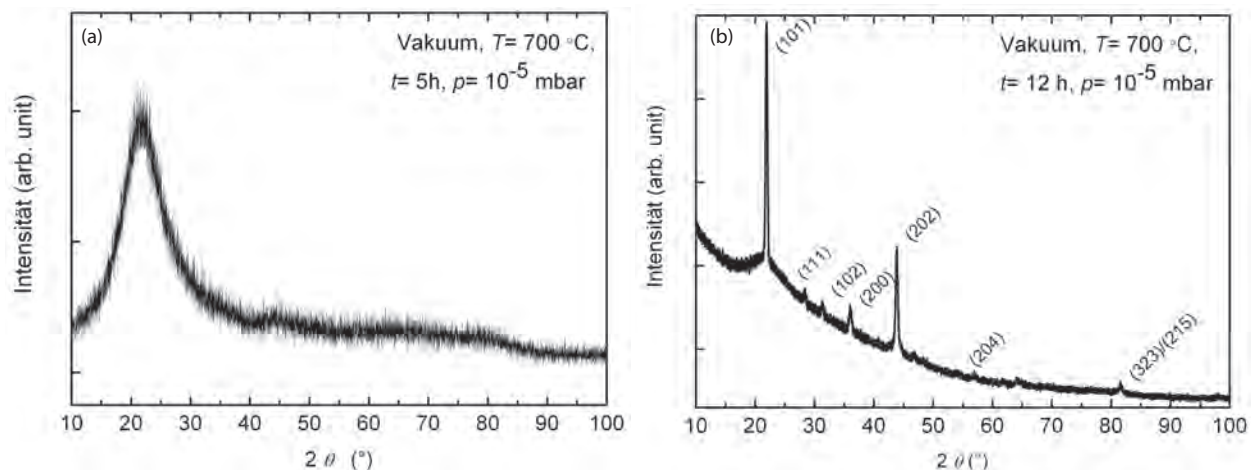 (a)
Vakuum, T= 700 °C,
t= 5h, p= 10⁻⁵ mbar
Intensität (arb. unit)
10 20 30 40 50 60 70 80 90 100
2 θ (°)
(b)
Vakuum, T= 700 °C,
t= 12 h, p= 10⁻⁵ mbar
(101)
(111)
(102)
(200)
(202)
(204)
(323)/(215)
Intensität (arb. unit)
10 20 30 40 50 60 70 80 90 100
2 θ (°)